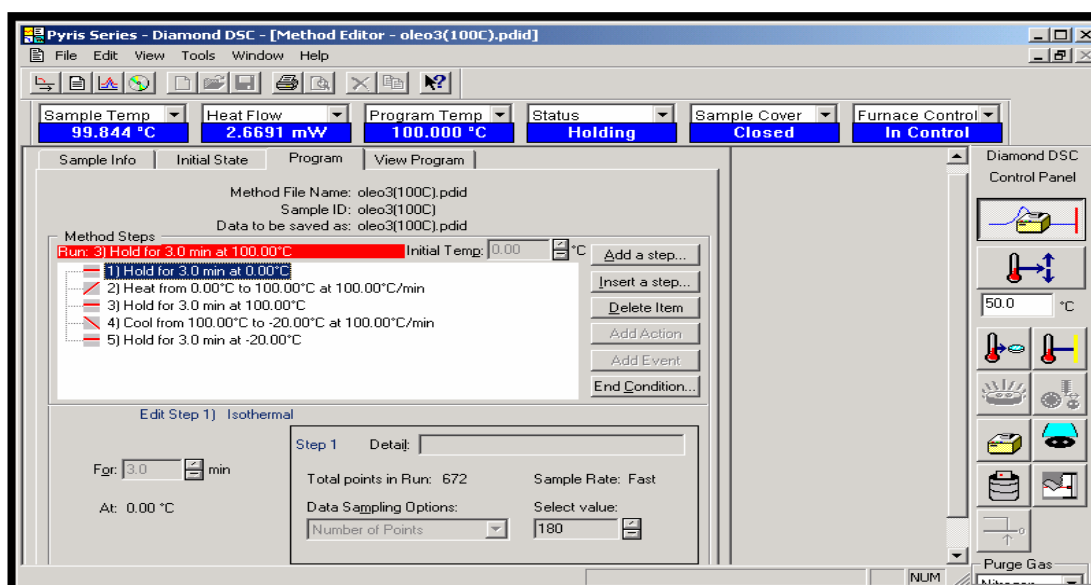 Pyris Series - Diamond DSC - [Method Editor - oleo3(100C).pdid]
File Edit View Tools Window Help
Sample Temp Heat Flow Program Temp Status Sample Cover Furnace Control
99.844 °C 2.6691 mW 100.000 °C Holding Closed In Control
Sample Info Initial State Program View Program
Method File Name: oleo3(100C).pdid
Sample ID: oleo3(100C)
Data to be saved as: oleo3(100C).pdid
Method Steps
Run: 3) Hold for 3.0 min at 100.00°C Initial Temp: 0.00 °C
1) Hold for 3.0 min at 0.00°C
2) Heat from 0.00°C to 100.00°C at 100.00°C/min
3) Hold for 3.0 min at 100.00°C
4) Cool from 100.00°C to -20.00°C at 100.00°C/min
5) Hold for 3.0 min at -20.00°C
Add a step...
Insert a step...
Delete Item
Add Action
Add Event
End Condition...
Edit Step 1) Isothermal
For: 3.0 min
At: 0.00 °C
Step 1 Detail:
Total points in Run: 672 Sample Rate: Fast
Data Sampling Options: Select value:
Number of Points 180
Diamond DSC
Control Panel
50.0 °C
Purge Gas
Nitrogen
NUM